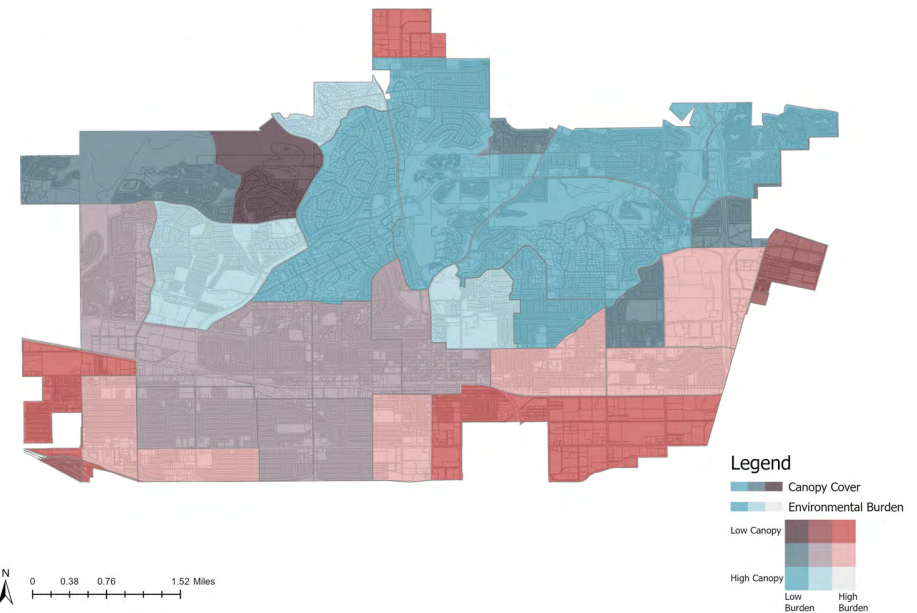 Legend
Canopy Cover
Environmental Burden
Low Canopy
High Canopy
Low
Burden
High
Burden
N
0 0.38 0.76 1.52 Miles